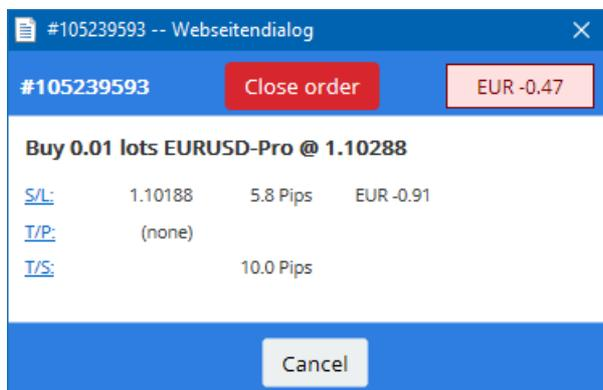 #105239593 -- Webseitendialog
#105239593 Close order EUR -0.47
Buy 0.01 lots EURUSD-Pro @ 1.10288
S/L: 1.10188 5.8 Pips EUR -0.91
T/P: (none)
T/S: 10.0 Pips
Cancel